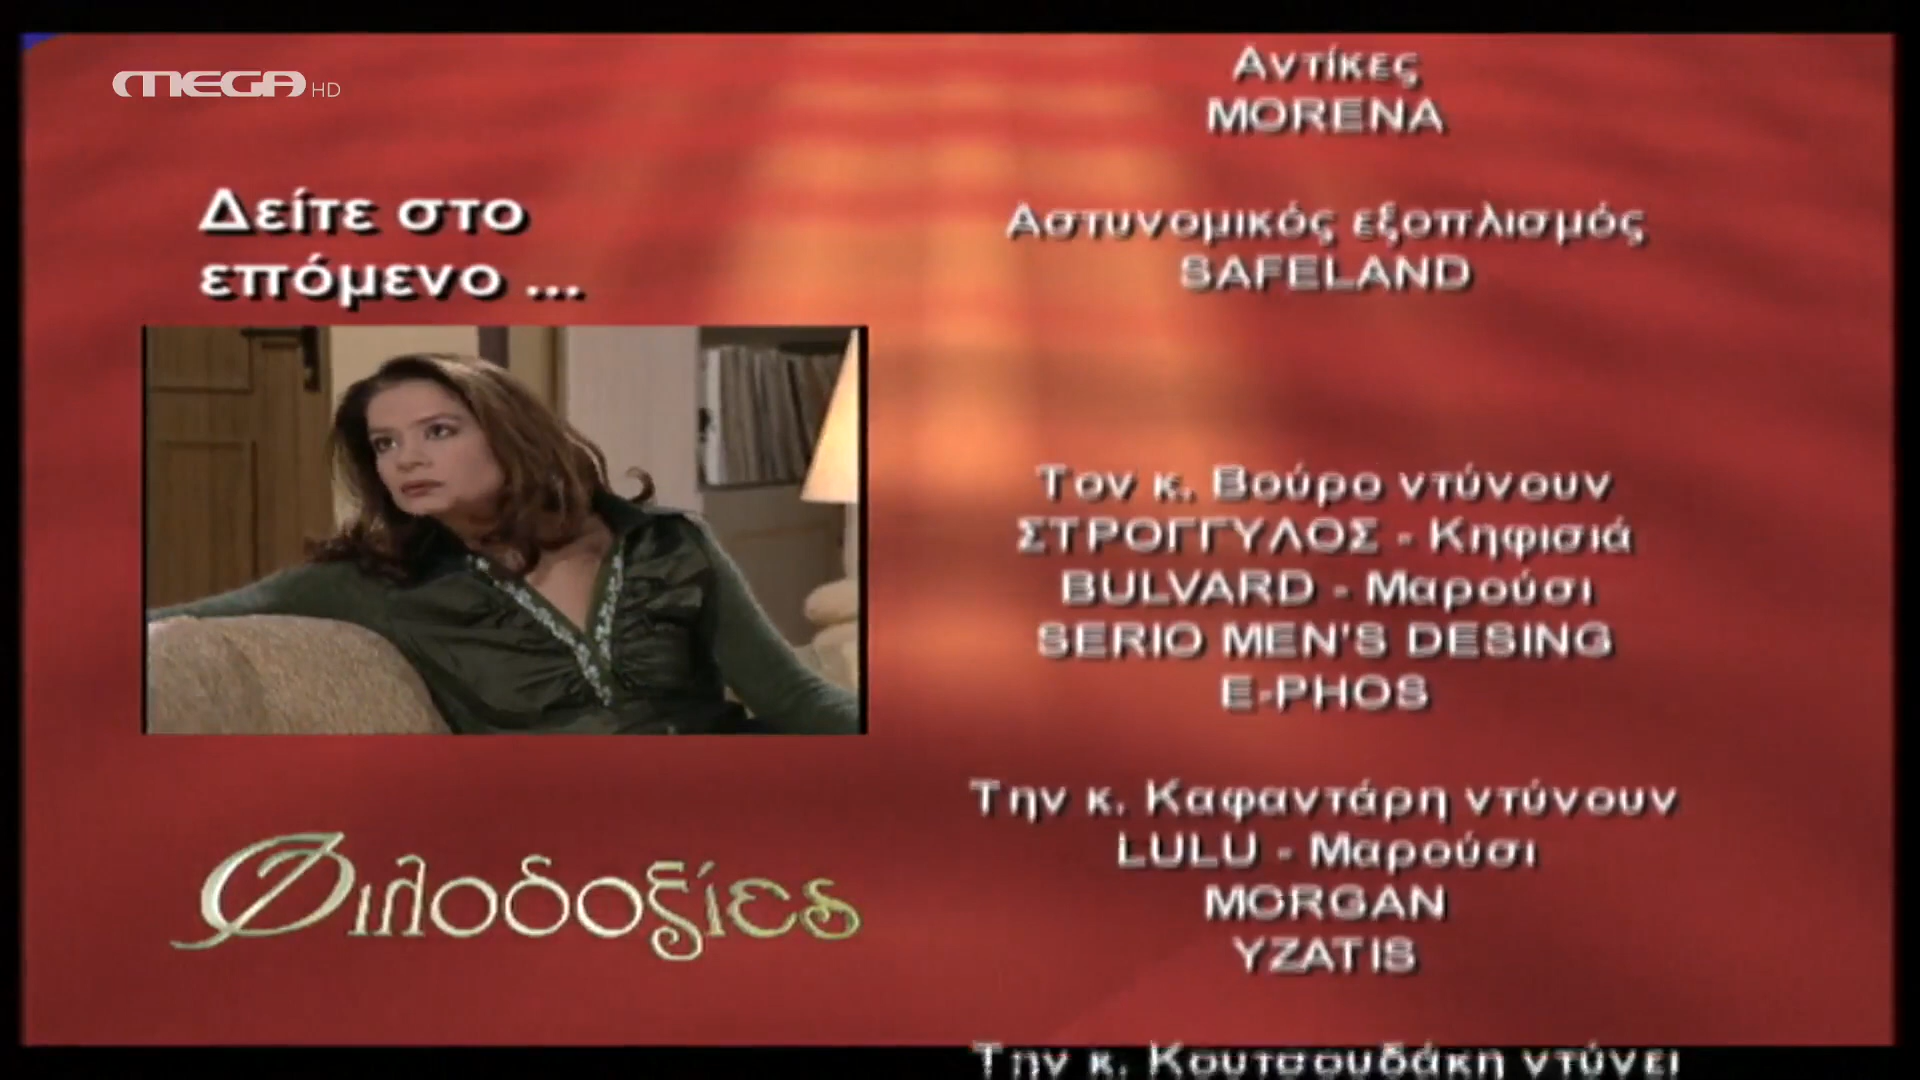 MEGA HD
Δείτε στο
επόμενο ...
Φιλοδοξίες
Αντίκες
MORENA
Αστυνομικός εξοπλισμός
SAFELAND
Τον κ. Βούρο ντύνουν
ΣΤΡΟΓΓΥΛΟΣ - Κηφισιά
BULVARD - Μαρούσι
SERIO MEN'S DESING
E-PHOS
Την κ. Καφαντάρη ντύνουν
LULU - Μαρούσι
MORGAN
YZATIS
Την κ. Κουτσουδάκη ντύνει